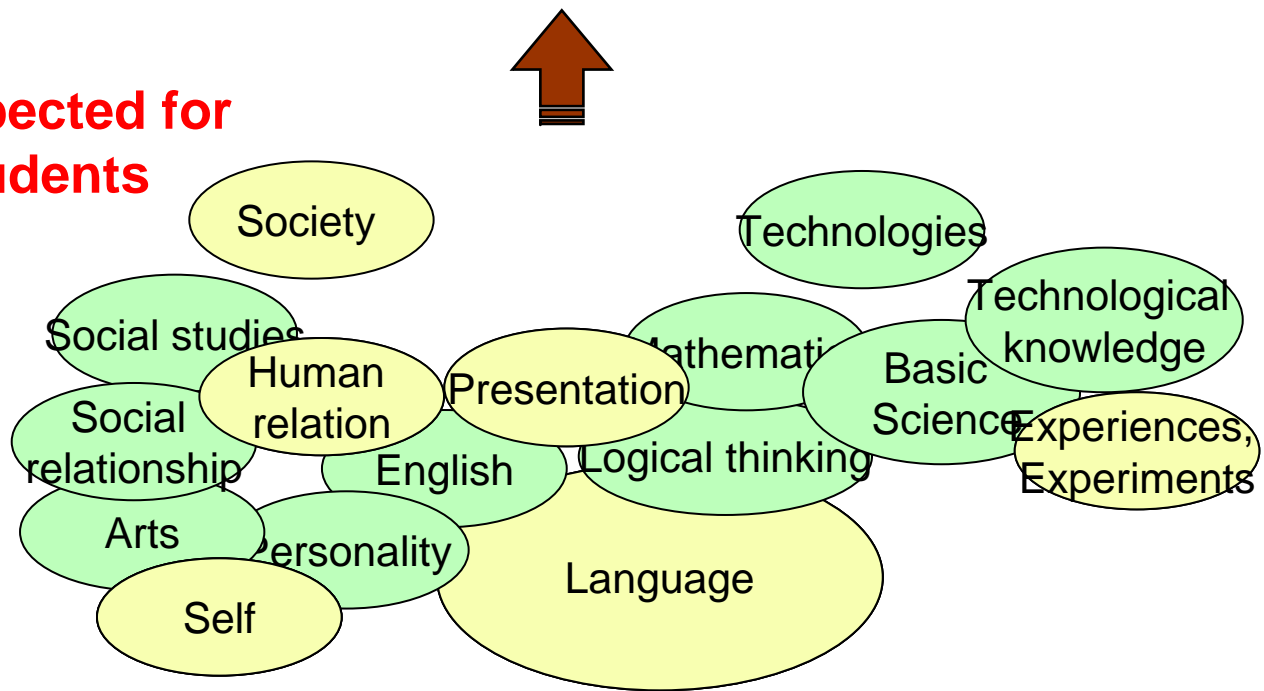 pected for
udents
Society
Technologies
Technological
knowledge
Social studies
Mathematic
Human
relation
Presentation
Basic
Science
Social
relationship
English
Logical thinking
Experiences,
Experiments
Arts
Personality
Language
Self